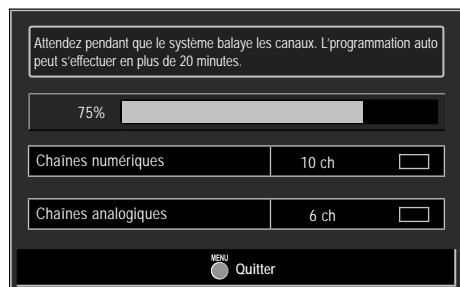 Attendez pendant que le système balaye les canaux. L'programmation auto
peut s'effectuer en plus de 20 minutes.
75%
Chaînes numériques 10 ch
Chaînes analogiques 6 ch
MENU
Quitter